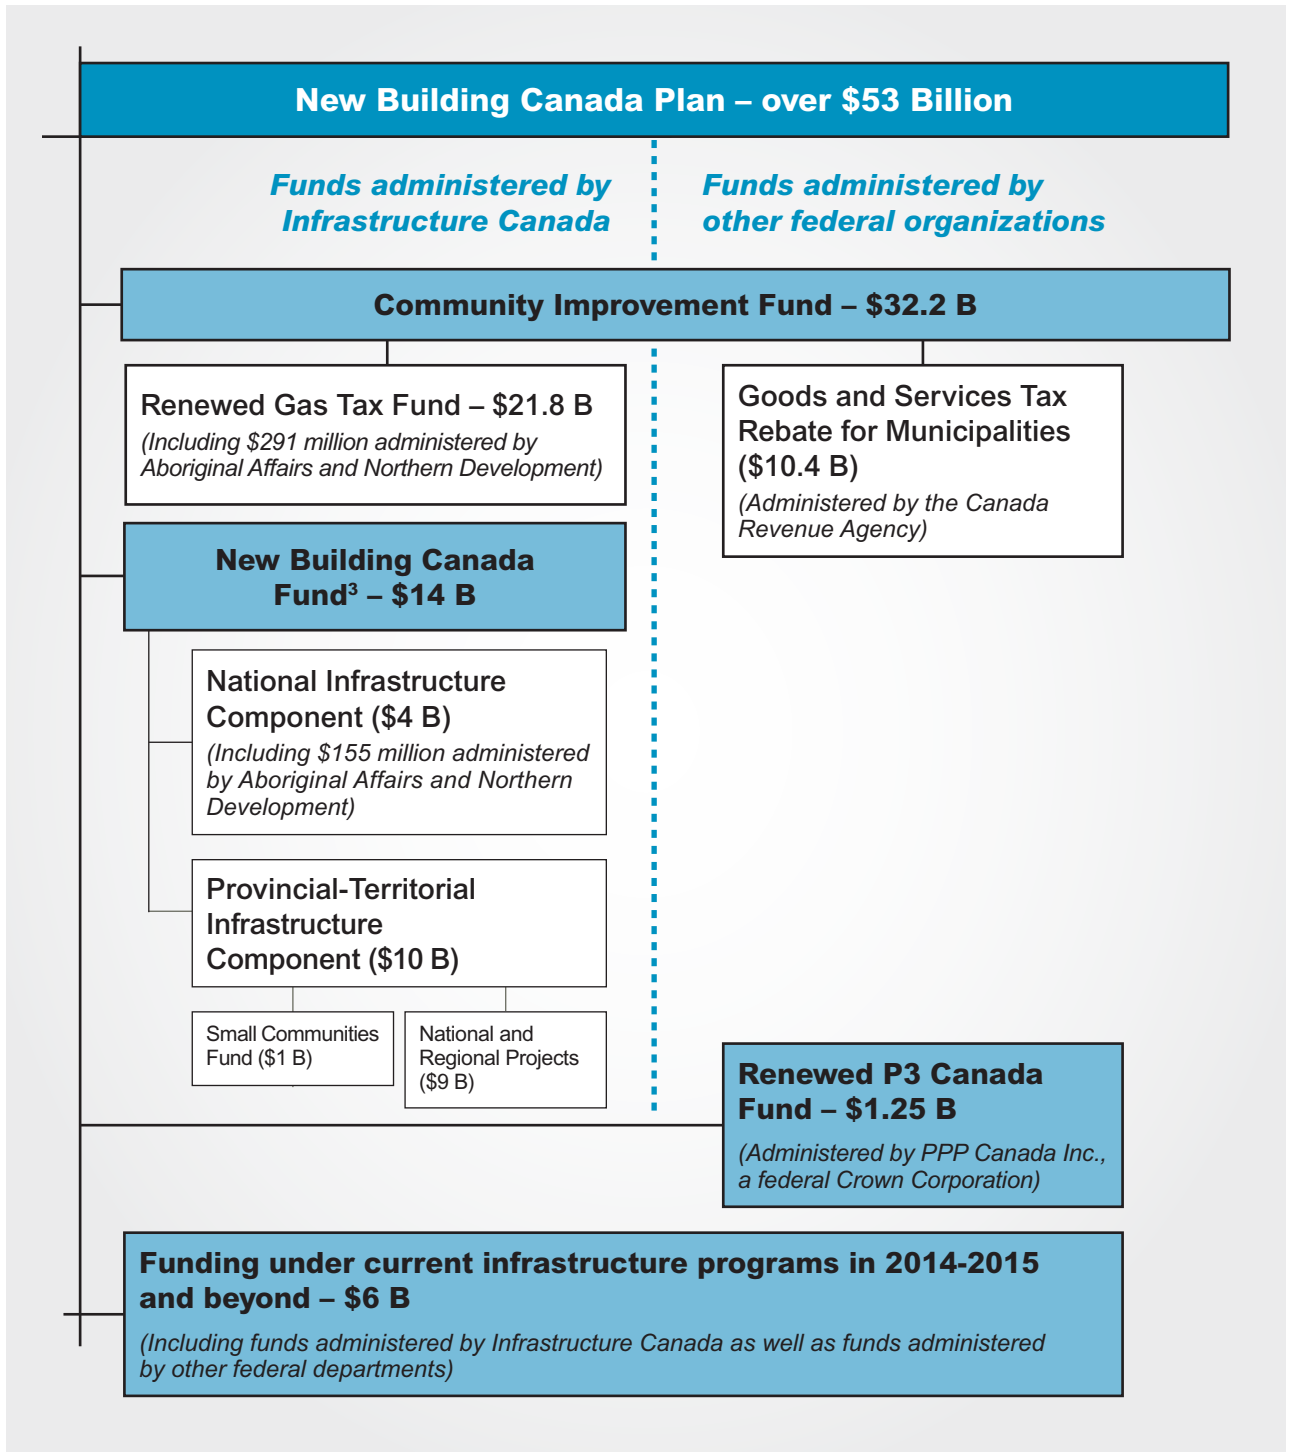 New Building Canada Plan – over $53 Billion
Funds administered by
Infrastructure Canada
Funds administered by
other federal organizations
Community Improvement Fund – $32.2 B
Renewed Gas Tax Fund – $21.8 B
(Including $291 million administered by
Aboriginal Affairs and Northern Development)
Goods and Services Tax
Rebate for Municipalities
($10.4 B)
(Administered by the Canada
Revenue Agency)
New Building Canada
Fund³ – $14 B
National Infrastructure
Component ($4 B)
(Including $155 million administered
by Aboriginal Affairs and Northern
Development)
Provincial-Territorial
Infrastructure
Component ($10 B)
Small Communities
Fund ($1 B)
National and
Regional Projects
($9 B)
Renewed P3 Canada
Fund – $1.25 B
(Administered by PPP Canada Inc.,
a federal Crown Corporation)
Funding under current infrastructure programs in 2014-2015
and beyond – $6 B
(Including funds administered by Infrastructure Canada as well as funds administered
by other federal departments)